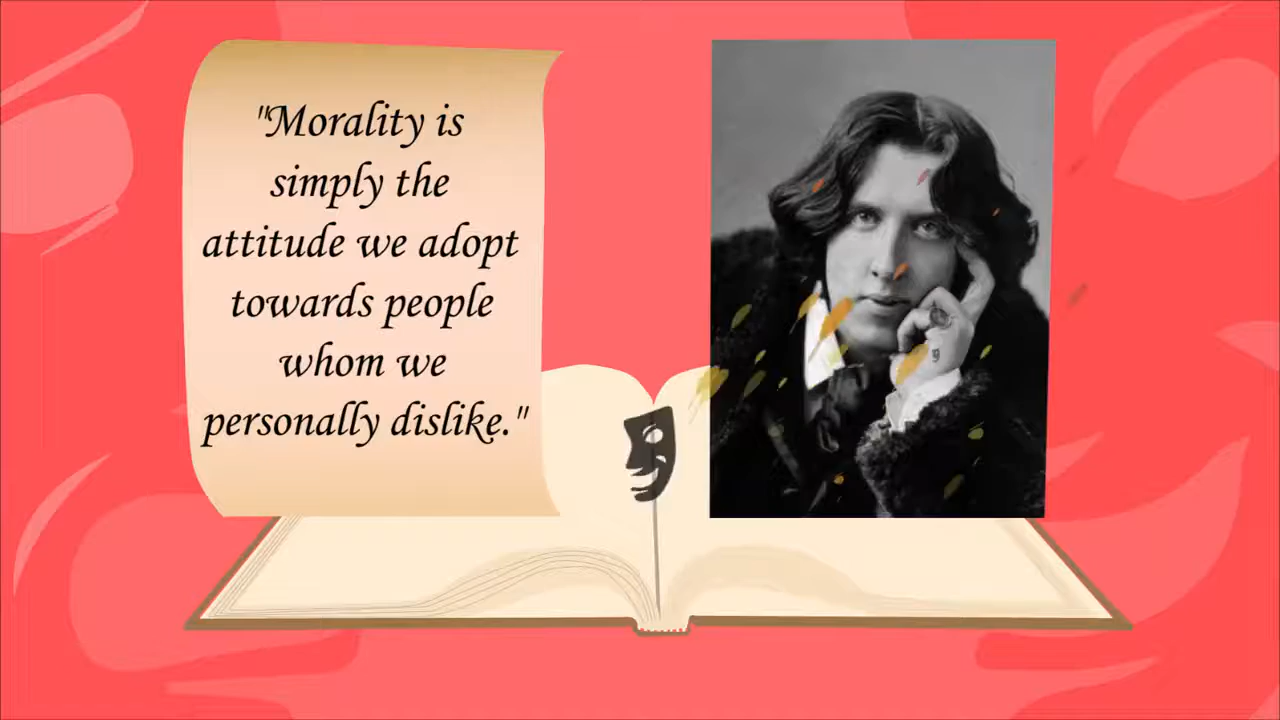 "Morality is
simply the
attitude we adopt
towards people
whom we
personally dislike."